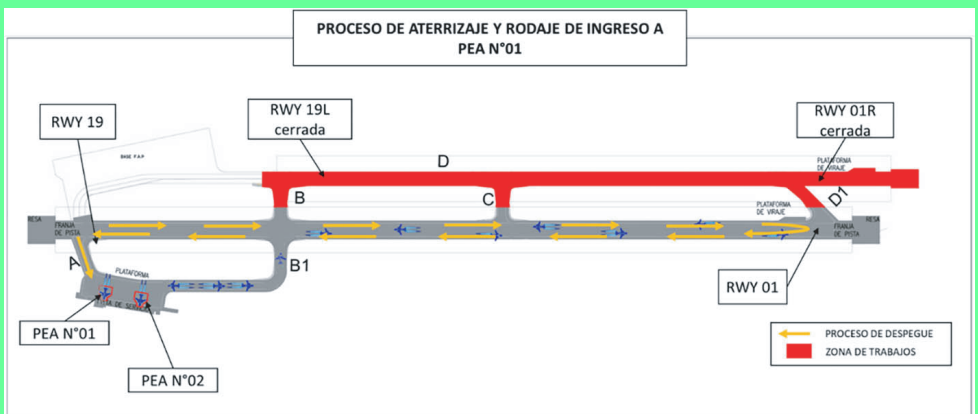 PROCESO DE ATERRIZAJE Y RODAJE DE INGRESO A
PEA N°01
RWY 19
RWY 19L
cerrada
RWY 01R
cerrada
BASE F.A.P
D
PLATAFORMA
DE VIRAJE
B
C
D1
PLATAFORMA
DE VIRAJE
RESA
FRANJA
DE PISTA
RESA
FRANJA
DE PISTA
A
PLATAFORMA
B1
RWY 01
DE
PEA N°01
PEA N°02
PROCESO DE DESPEGUE
ZONA DE TRABAJOS